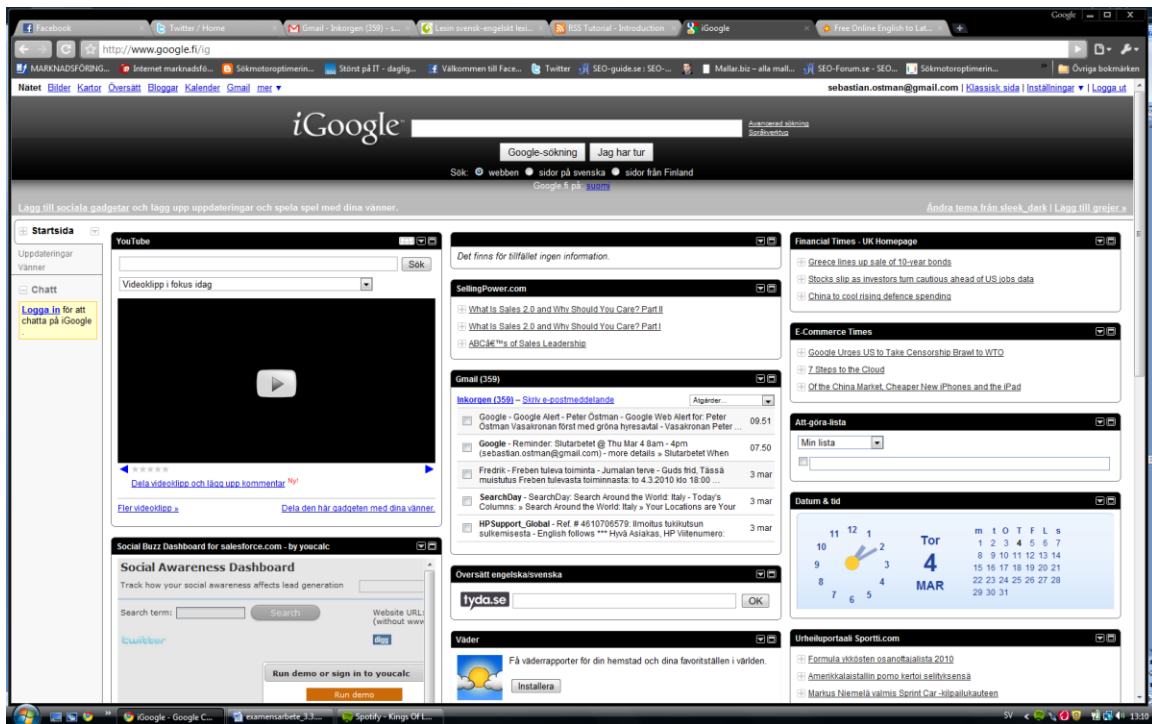 Google
Facebook
Twitter / Home
Gmail - Inkorgen (359) - s...
Lexin svensk-engelskt lexi...
RSS Tutorial - Introduction
iGoogle
Free Online English to Lat...
http://www.google.fi/ig
MARKNADSFÖRING...
Internet marknadsfö...
Sökmotoroptimerin...
Störst på IT - daglig...
Välkommen till Face...
Twitter
SEO-guide.se : SEO-...
Mallar.biz – alla mall...
SEO-Forum.se - SEO...
Sökmotoroptimerin...
Övriga bokmärken
Nätet Bilder Kartor Översätt Bloggar Kalender Gmail mer ▼
sebastian.ostman@gmail.com | Klassisk sida | Inställningar ▼ | Logga ut
iGoogle™
Avancerad sökning
Språkverktyg
Google-sökning
Jag har tur
Sök: webben sidor på svenska sidor från Finland
Google.fi på: suomi
Lägg till sociala gadgetar och lägg upp uppdateringar och spela spel med dina vänner.
Ändra tema från sleek_dark | Lägg till grejer »
Startsida
Uppdateringar
Vänner
Chatt
Logga in för att
chatta på iGoogle
.
YouTube
Sök
Videoklipp i fokus idag
Dela videoklipp och lägg upp kommentar Ny!
Fler videoklipp »
Dela den här gadgeten med dina vänner.
Social Buzz Dashboard for salesforce.com - by youcalc
Social Awareness Dashboard
Track how your social awareness affects lead generation
Search term:
Search
Website URL:
(without www
twitter
digg
Run demo or sign in to youcalc
Run demo
Det finns för tillfället ingen information.
SellingPower.com
What Is Sales 2.0 and Why Should You Care? Part II
What Is Sales 2.0 and Why Should You Care? Part I
ABCâ€™s of Sales Leadership
Gmail (359)
Inkorgen (359) – Skriv e-postmeddelande
Åtgärder...
Google - Google Alert - Peter Östman - Google Web Alert for: Peter
Östman Vasakronan först med gröna hyresavtal - Vasakronan Peter ...
09.51
Google - Reminder: Slutarbetet @ Thu Mar 4 8am - 4pm
(sebastian.ostman@gmail.com) - more details » Slutarbetet When
07.50
Fredrik - Freben tuleva toiminta - Jumalan terve - Guds frid, Tässä
muistutus Freben tulevasta toiminnasta: to 4.3.2010 klo 18:00 ...
3 mar
SearchDay - SearchDay: Search Around the World: Italy - Today's
Columns: » Search Around the World: Italy » Your Locations are Your
3 mar
HPSupport_Global - Ref. # 4610706579: Ilmoitus tukikutsun
sulkemisesta - English follows *** Hyvä Asiakas, HP Viitenumero:
3 mar
Översätt engelska/svenska
tyda.se
OK
Väder
Få väderrapporter för din hemstad och dina favoritställen i världen.
Installera
Financial Times - UK Homepage
Greece lines up sale of 10-year bonds
Stocks slip as investors turn cautious ahead of US jobs data
China to cool rising defence spending
E-Commerce Times
Google Urges US to Take Censorship Brawl to WTO
7 Steps to the Cloud
Of the China Market, Cheaper New iPhones and the iPad
Att-göra-lista
Min lista
Datum & tid
12 1 2 3 4 5 6 7 8 9 10 11
Tor
4
MAR
m t O T F L s
1 2 3 4 5 6 7
8 9 10 11 12 13 14
15 16 17 18 19 20 21
22 23 24 25 26 27 28
29 30 31
Urheiluportaali Sportti.com
Formula ykkösten osanottajalista 2010
Amerikkalaistallin pomo kertoi selityksensä
Markus Niemelä valmis Sprint Car -kilpailukauteen
iGoogle - Google C...
examensarbete_3.3....
Spotify - Kings Of L...
SV
13:10